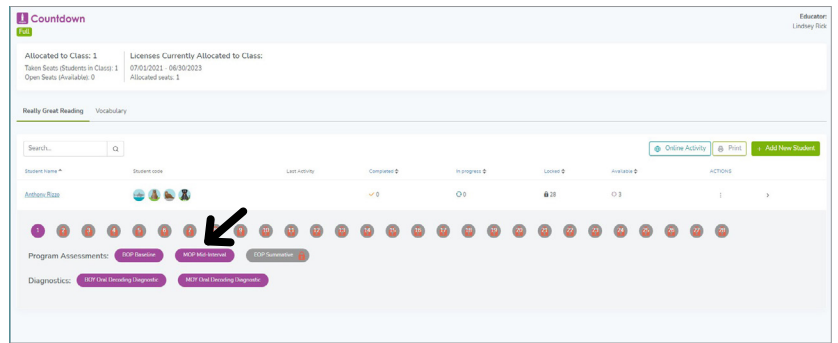 Countdown
Full
Educator:
Lindsey Rick
Allocated to Class: 1
Taken Seats (Students in Class): 1
Open Seats (Available): 0
Licenses Currently Allocated to Class:
07/01/2021 - 06/30/2023
Allocated seats: 1
Really Great Reading Vocabulary
Search... Online Activity Print + Add New Student
Student Name Student code Last Activity Completed In progress Locked Available ACTIONS
Anthony Rizzo 0 0 28 3
1 2 3 4 5 6 7 9 10 11 12 13 14 15 16 17 18 19 20 21 22 23 24 25 26 27 28
Program Assessments: BOP Baseline MOP Mid-Interval EOP Summative
Diagnostics: BOY Oral Decoding Diagnostic MOY Oral Decoding Diagnostic